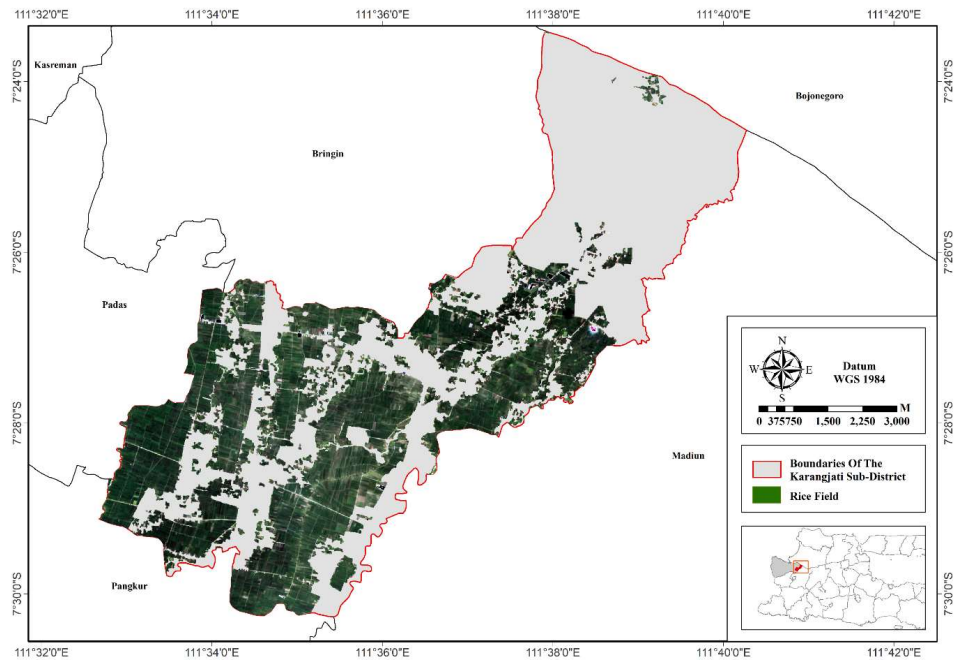 111°32'0"E 111°34'0"E 111°36'0"E 111°38'0"E 111°40'0"E 111°42'0"E
Kasreman
7°24'0"S 7°24'0"S
Bojonegoro
Bringin
7°26'0"S 7°26'0"S
Padas
N
W E
S
Datum
WGS 1984
0 375750 1,500 2,250 3,000 M
7°28'0"S 7°28'0"S
Madiun
Boundaries Of The
Karangjati Sub-District
Rice Field
Pangkur
7°30'0"S 7°30'0"S
111°32'0"E 111°34'0"E 111°36'0"E 111°38'0"E 111°40'0"E 111°42'0"E